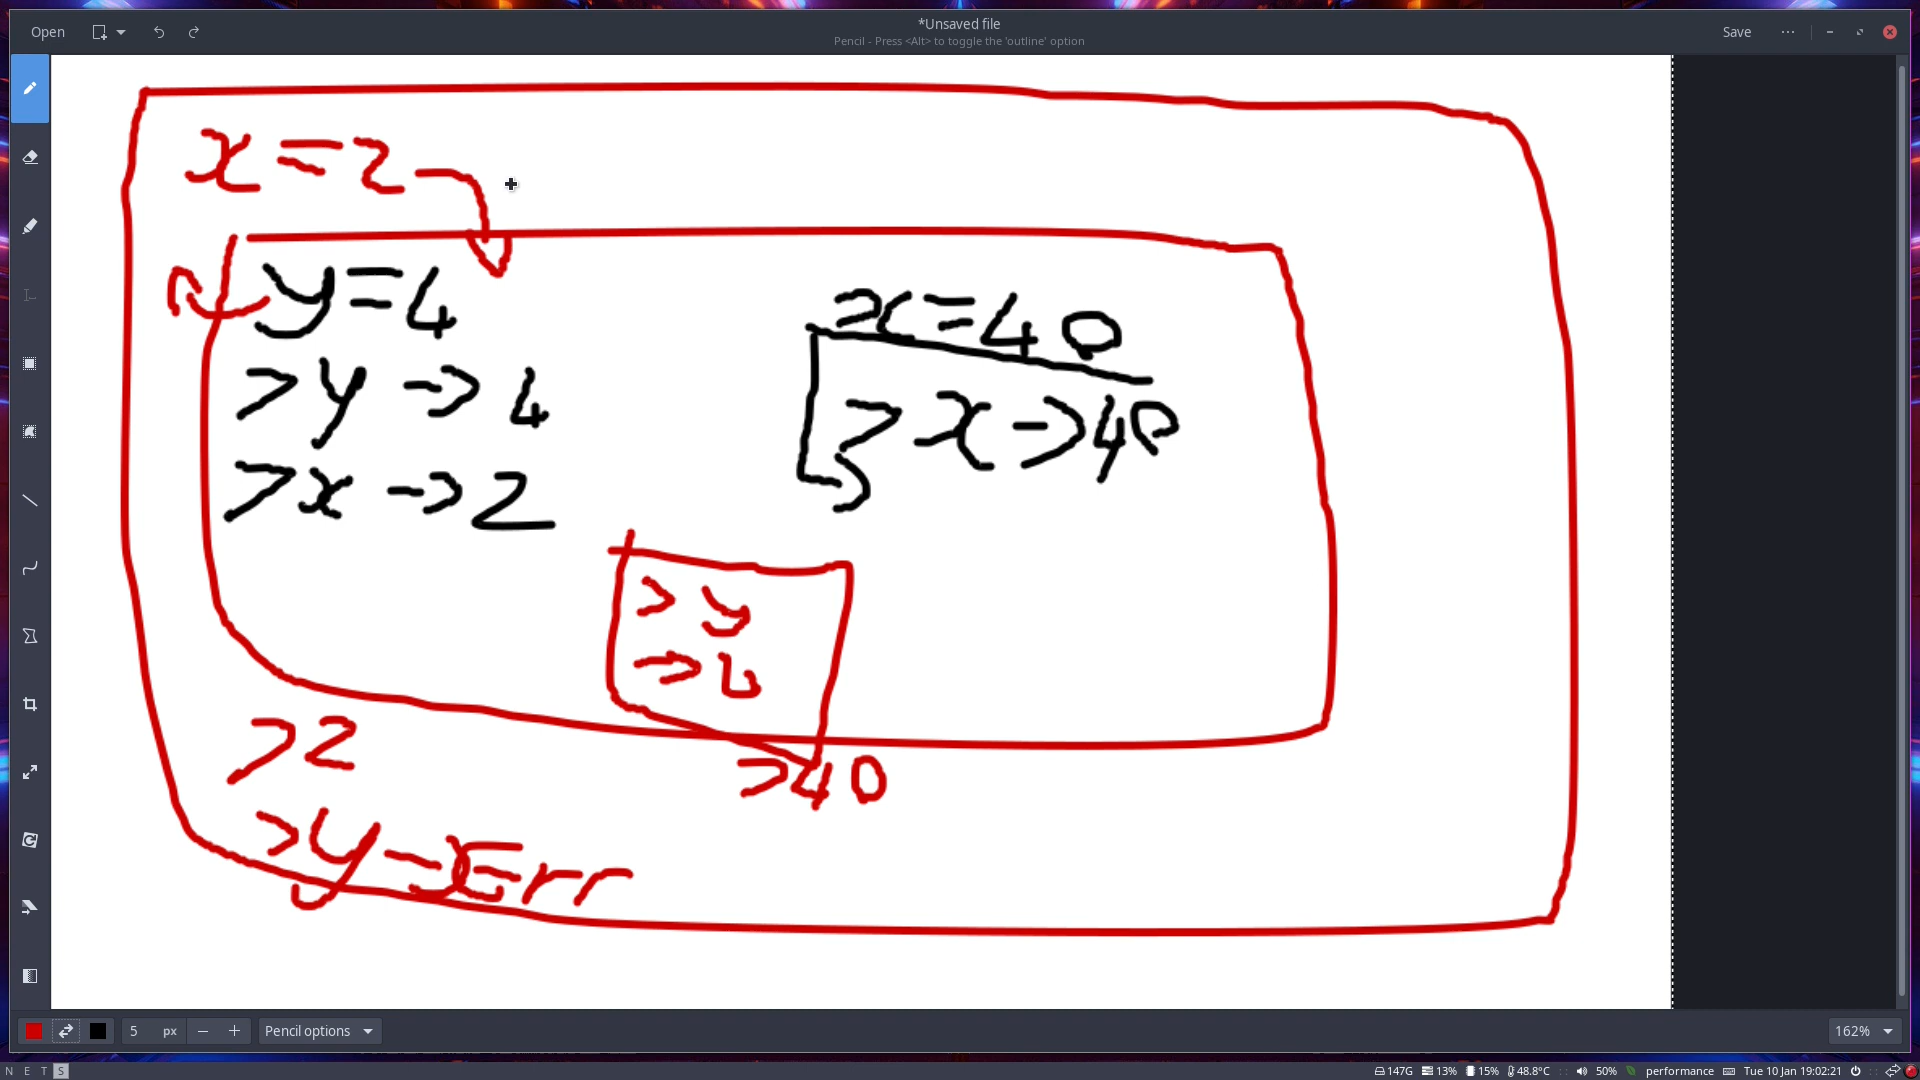 *Unsaved file
Open
Pencil - Press <Alt> to toggle the 'outline' option
Save
x=2
y=4
>y->4
>x->2
x=40
>x->40
>y
->4
>2
>40
>y->Err
5 px
Pencil options
162%
N E T S
147G 13% 15% 48.8°C :: 50% performance Tue 10 Jan 19:02:21 ::